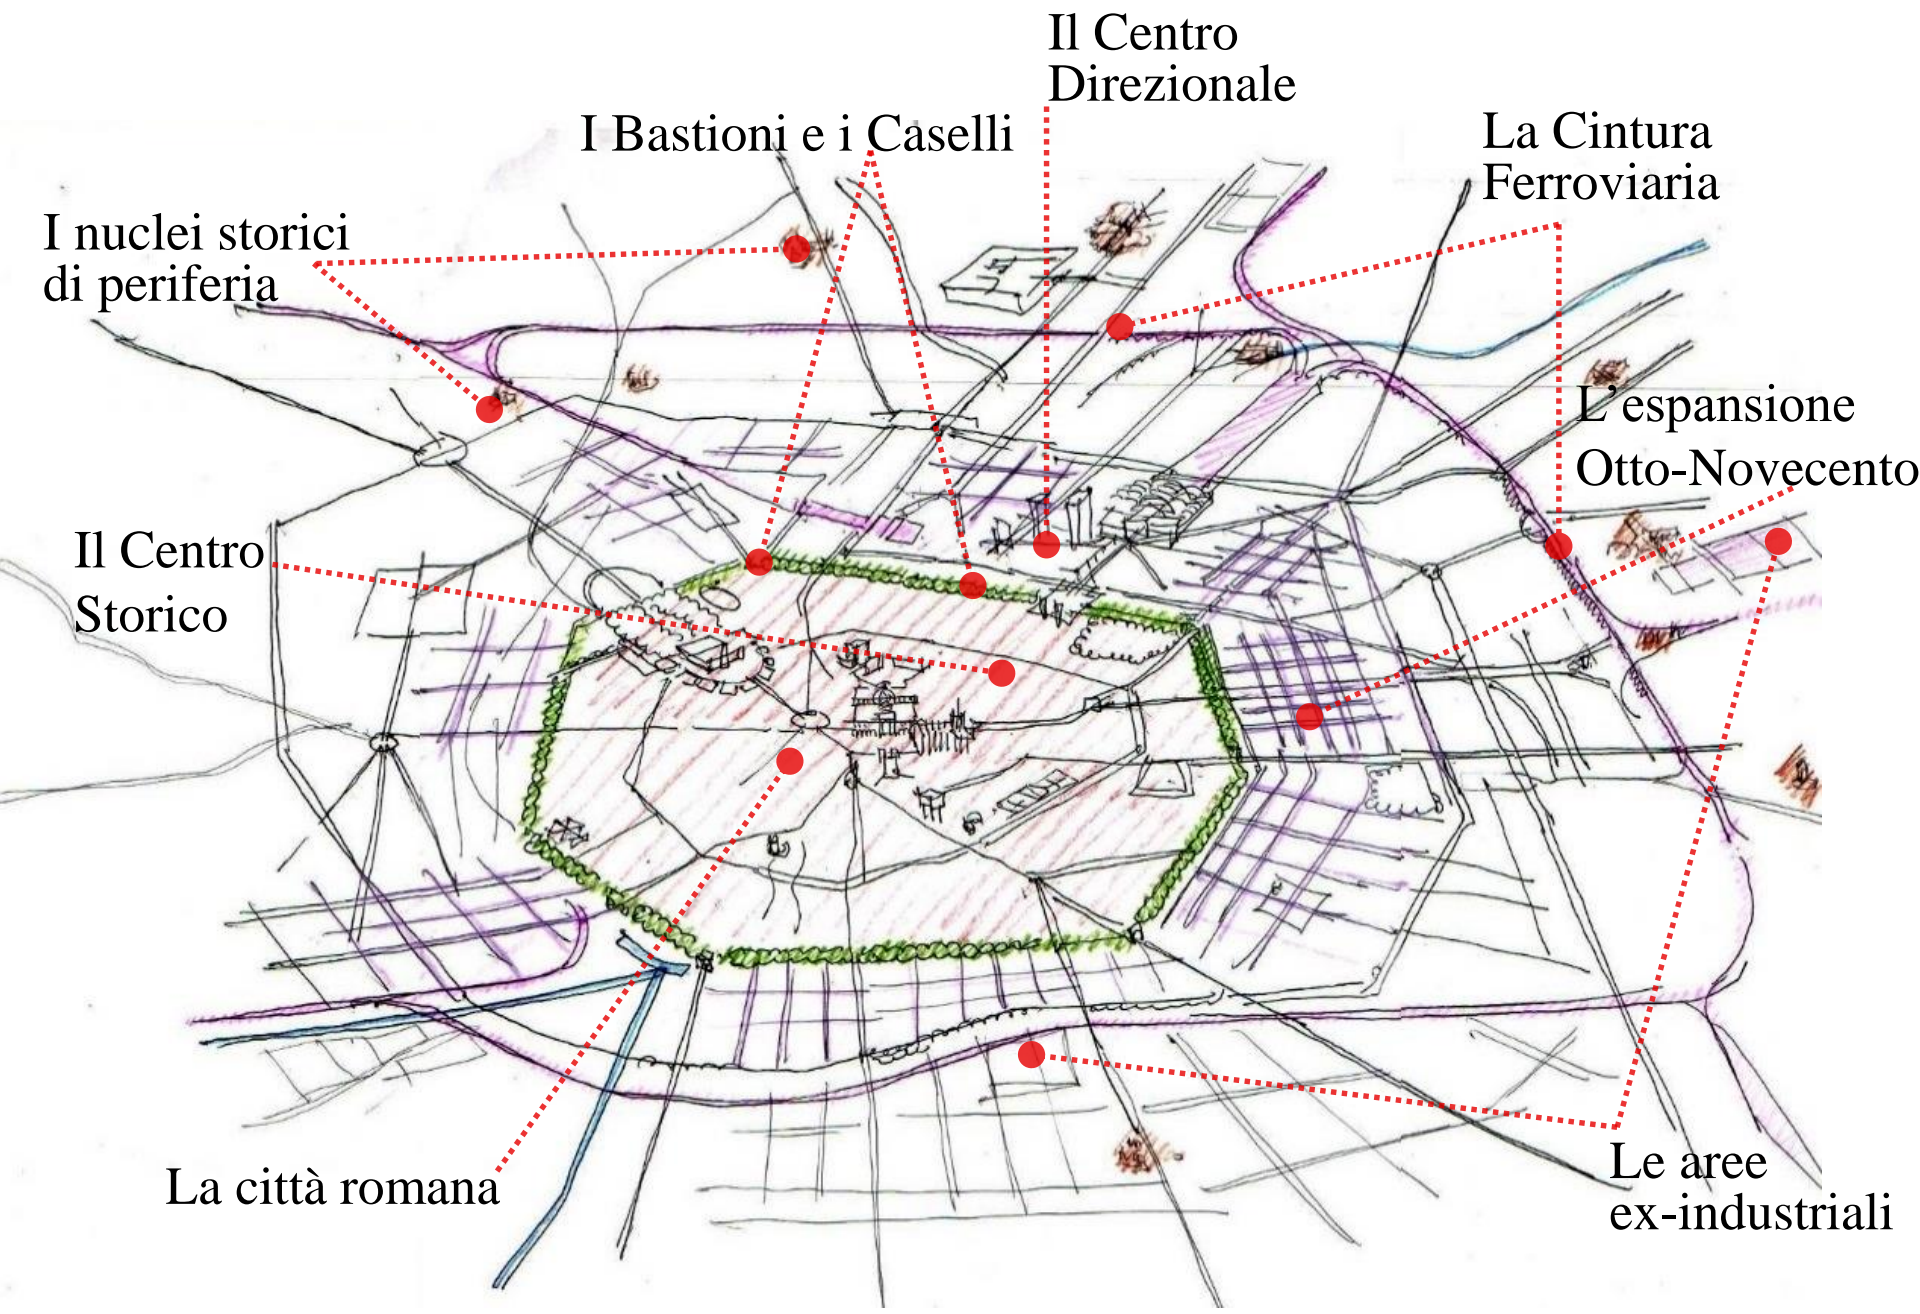 Il Centro
Direzionale
I Bastioni e i Caselli
La Cintura
Ferroviaria
I nuclei storici
di periferia
L'espansione
Otto-Novecento
Il Centro
Storico
La città romana
Le aree
ex-industriali